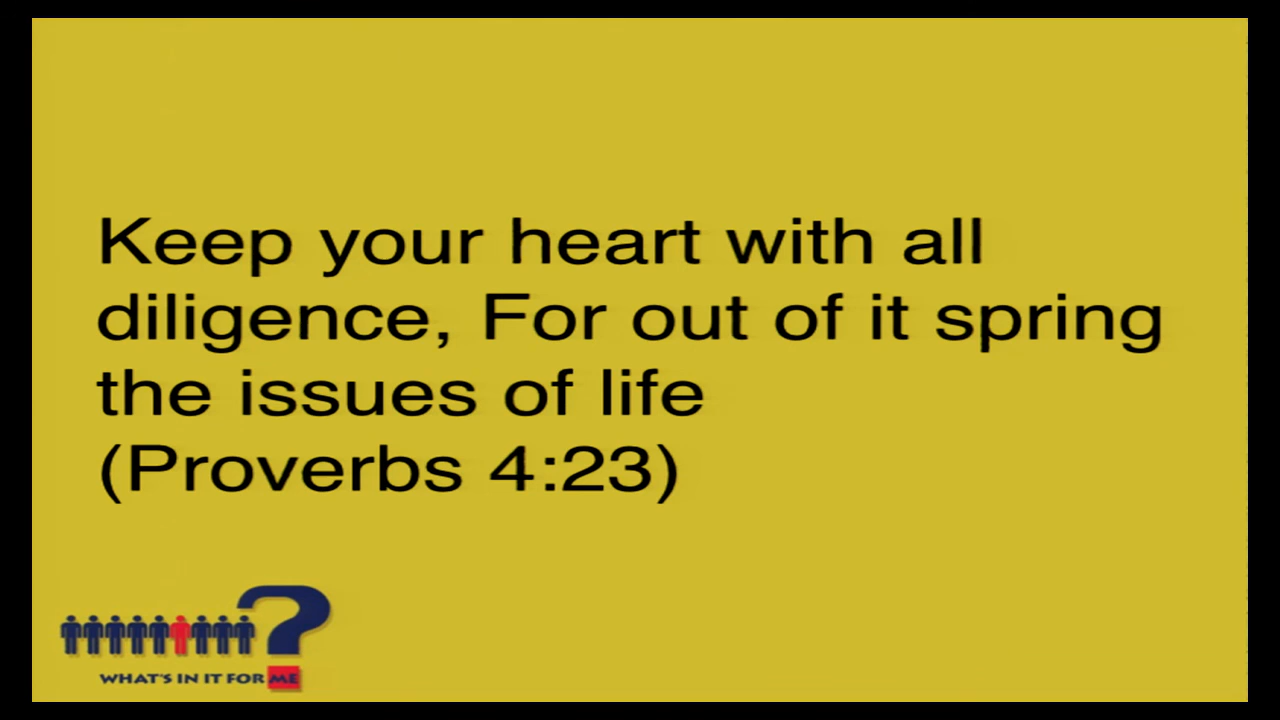 Keep your heart with all
diligence, For out of it spring
the issues of life
(Proverbs 4:23)
?
WHAT'S IN IT FOR ME